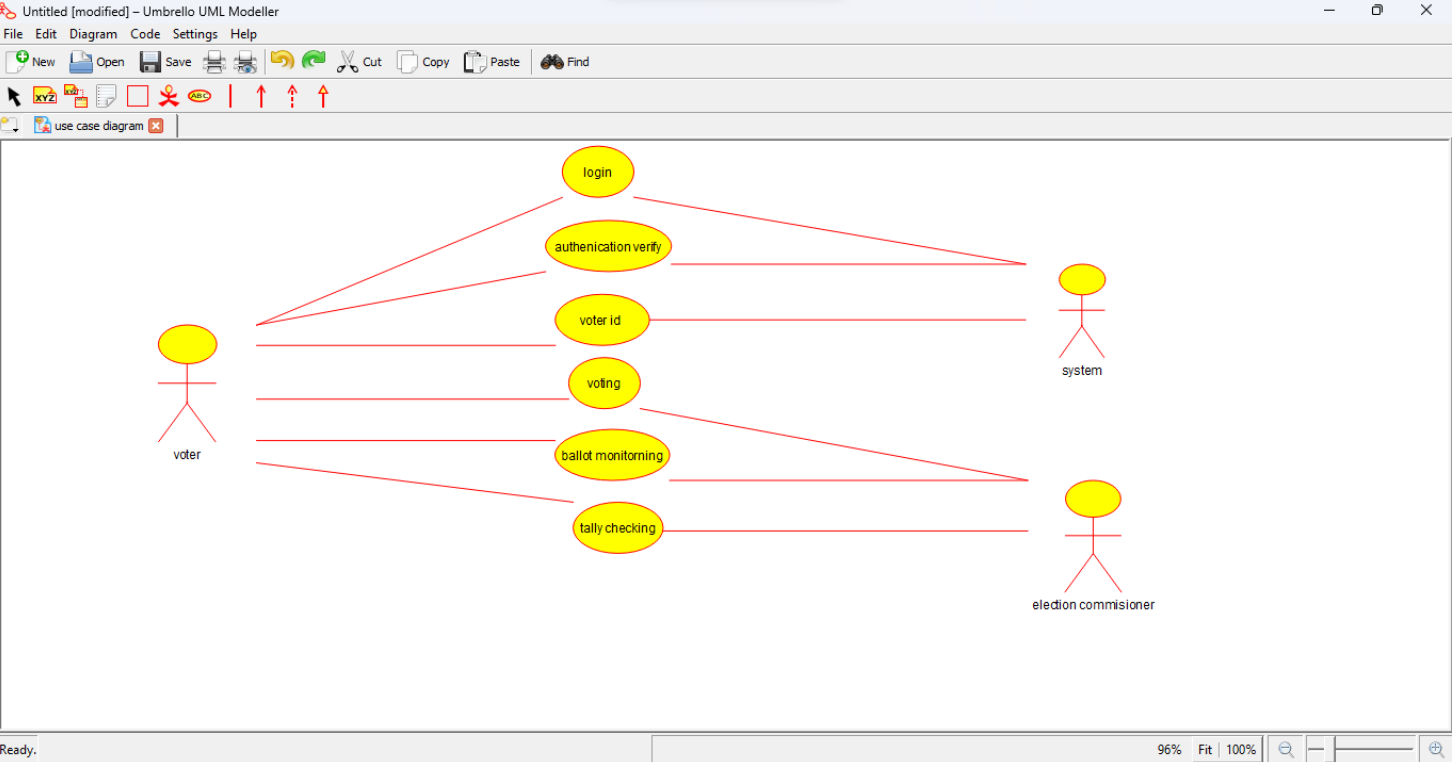 Untitled [modified] – Umbrello UML Modeller
File Edit Diagram Code Settings Help
New Open Save Cut Copy Paste Find
XYZ ABC
use case diagram
login
authenication verify
voter id
system
voting
voter
ballot monitorning
tally checking
election commisioner
Ready.
96% Fit 100%